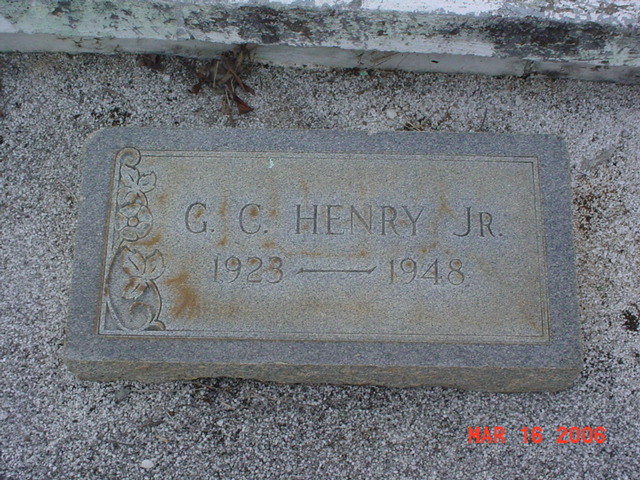 G. C. HENRY JR.
1923 — 1948
MAR 16 2006